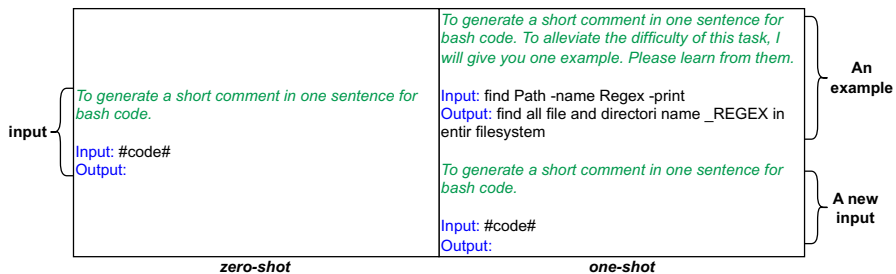 input
To generate a short comment in one sentence for
bash code.
Input: #code#
Output:
zero-shot
To generate a short comment in one sentence for
bash code. To alleviate the difficulty of this task, I
will give you one example. Please learn from them.
Input: find Path -name Regex -print
Output: find all file and directori name _REGEX in
entir filesystem
An
example
To generate a short comment in one sentence for
bash code.
Input: #code#
Output:
A new
input
one-shot